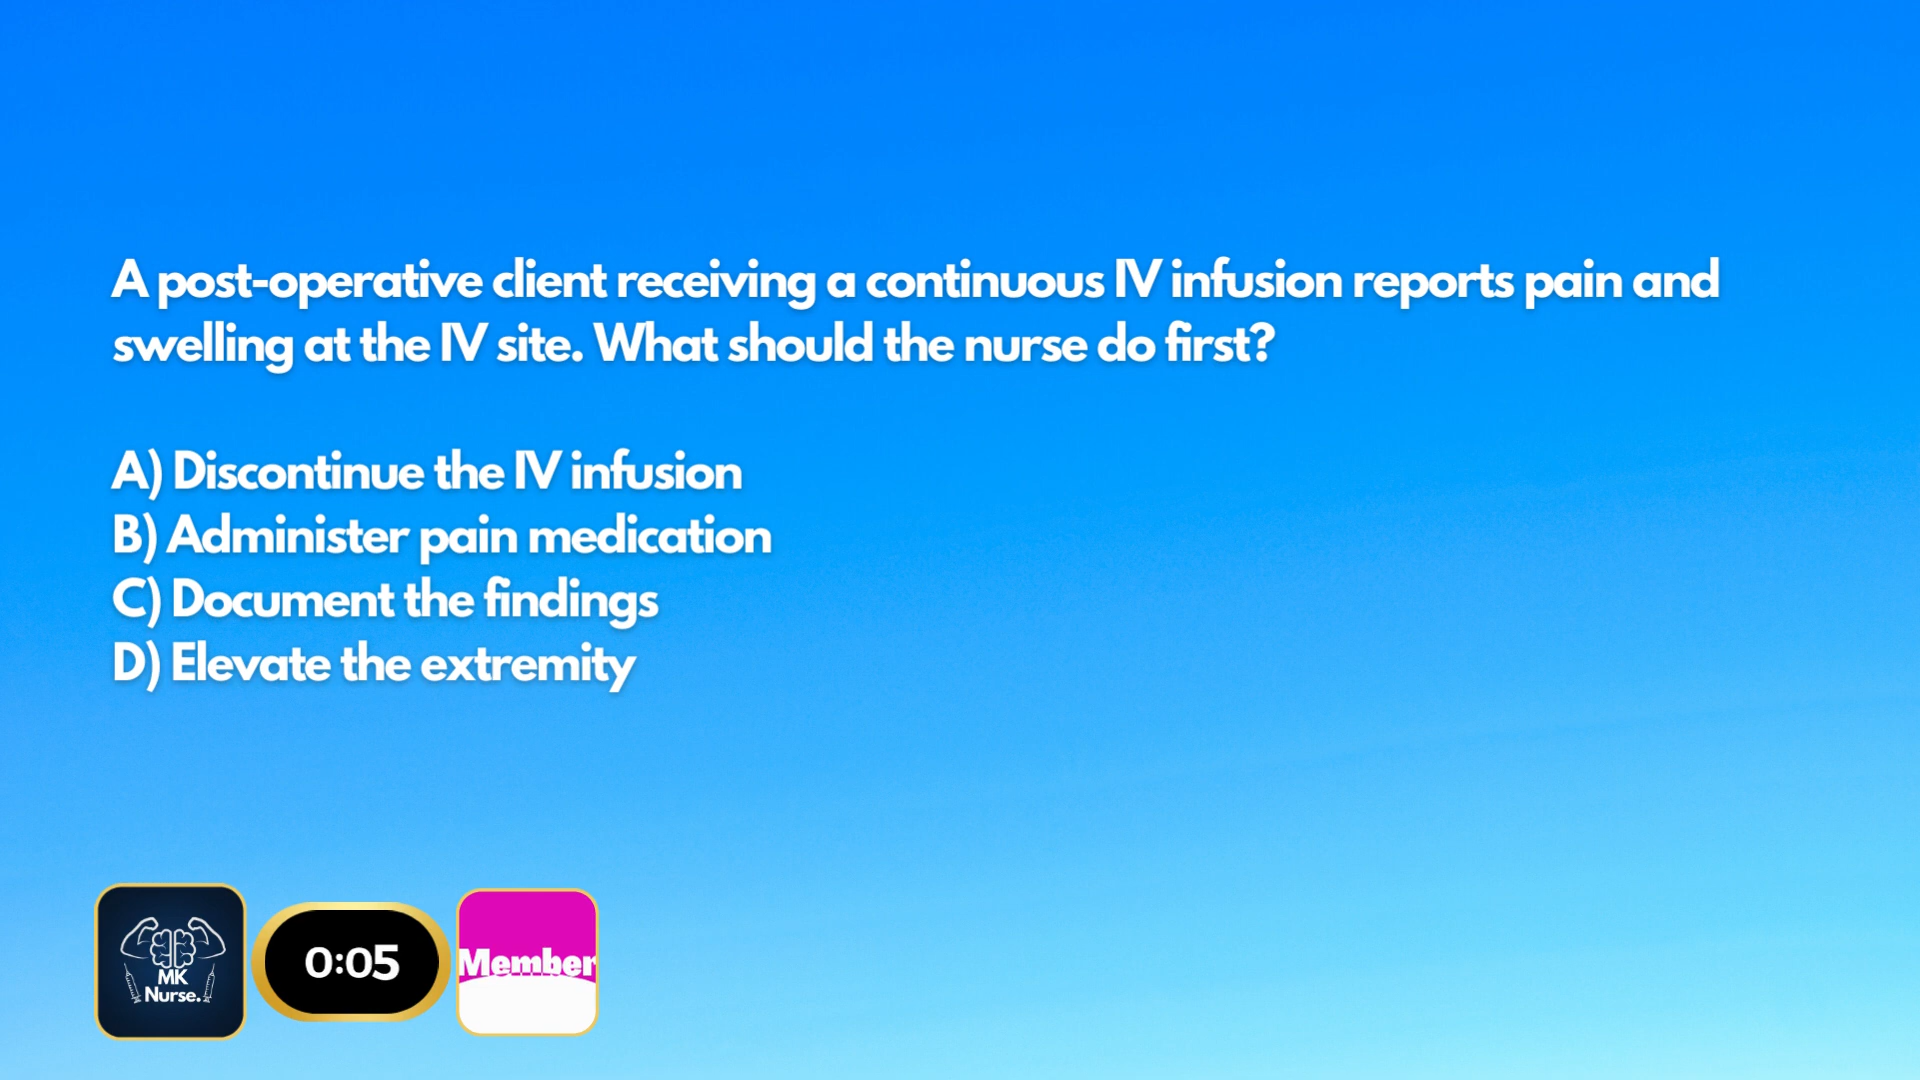 A post-operative client receiving a continuous IV infusion reports pain and
swelling at the IV site. What should the nurse do first?
A) Discontinue the IV infusion
B) Administer pain medication
C) Document the findings
D) Elevate the extremity
MK
Nurse.
0:05
Member